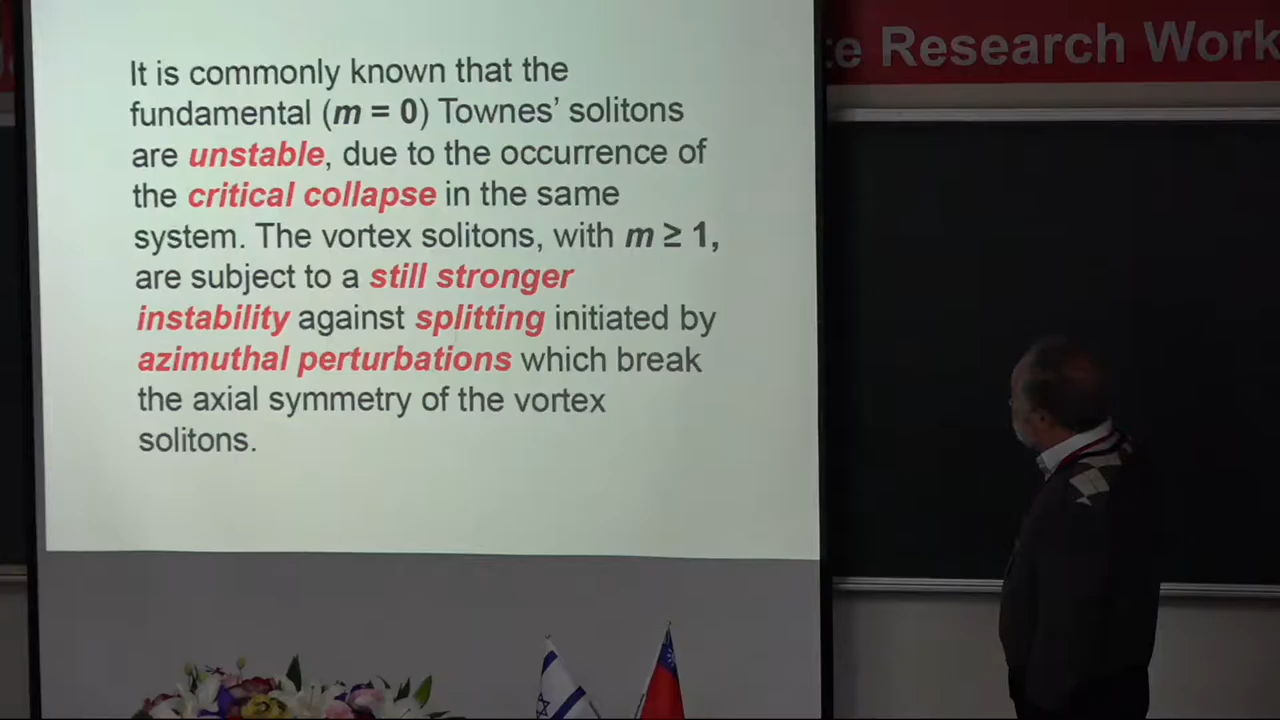 It is commonly known that the
fundamental (m = 0) Townes’ solitons
are unstable, due to the occurrence of
the critical collapse in the same
system. The vortex solitons, with m ≥ 1,
are subject to a still stronger
instability against splitting initiated by
azimuthal perturbations which break
the axial symmetry of the vortex
solitons.
te Research Work